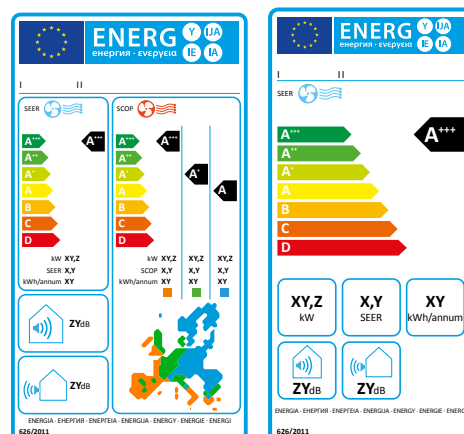 ENERG Y IJA
енергия · ενεργεια IE IA
I II
SEER
SCOP
A+++ A+++
A++
A+
A
B
C
D
A+++ A+++
A++
A+ A+
A A
B
C
D
kW XY,Z
SEER X,Y
kWh/annum XY
kW XY,Z XY,Z XY,Z
SCOP X,Y X,Y X,Y
kWh/annum XY XY XY
ZYdB
ZYdB
ENERGIA · ЕНЕРГИЯ · ΕΝΕΡΓΕΙΑ · ENERGIJA · ENERGY · ENERGIE · ENERGI
626/2011
ENERG Y IJA
енергия · ενεργεια IE IA
I II
SEER
A+++ A+++
A++
A+
A
B
C
D
XY,Z X,Y XY
kW SEER kWh/annum
ZYdB ZYdB
ENERGIA · ЕНЕРГИЯ · ΕΝΕΡΓΕΙΑ · ENERGIJA · ENERGY · ENERGIE · ENERG
626/2011